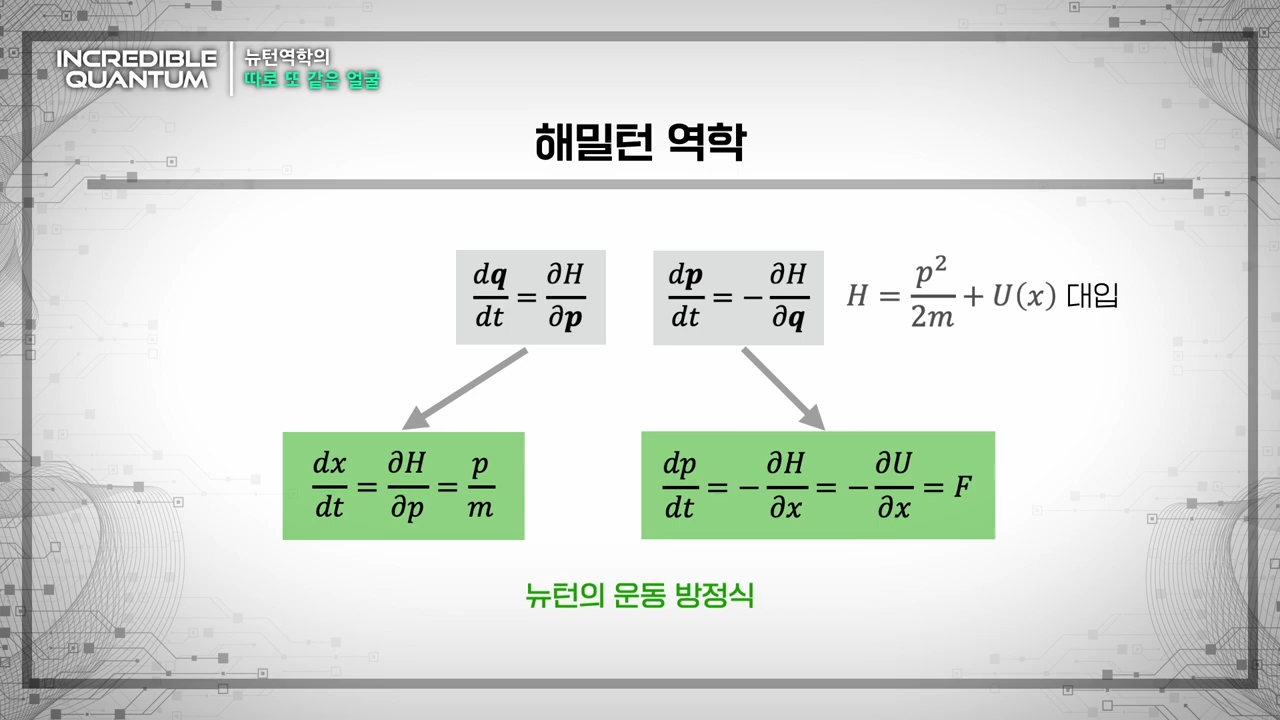 INCREDIBLE
QUANTUM
뉴턴역학의
따로 또 같은 얼굴
해밀턴 역학
d𝒒/dt = ∂H/∂𝒑
d𝒑/dt = − ∂H/∂𝒒
H = p²/2m + U(x) 대입
dx/dt = ∂H/∂p = p/m
dp/dt = − ∂H/∂x = − ∂U/∂x = F
뉴턴의 운동 방정식